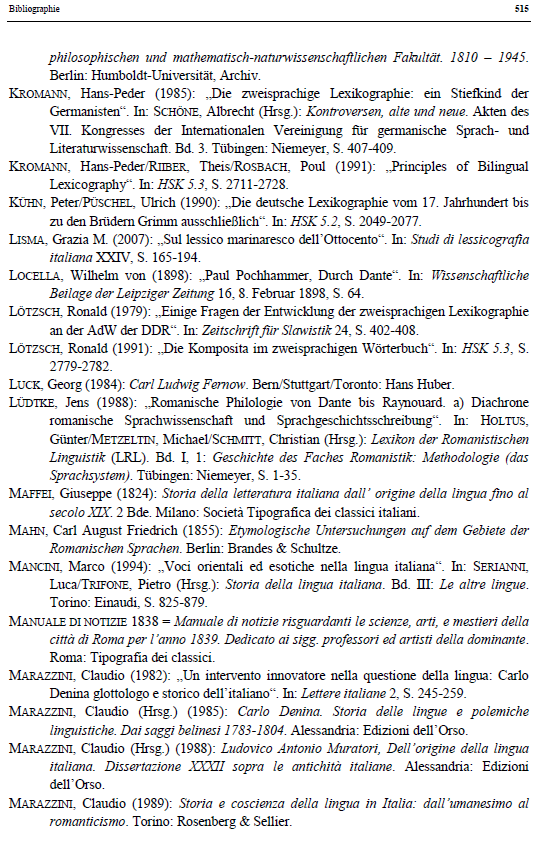 Bibliographie 515
philosophischen und mathematisch-naturwissenschaftlichen Fakultät. 1810 – 1945.
Berlin: Humboldt-Universität, Archiv.
KROMANN, Hans-Peder (1985): „Die zweisprachige Lexikographie: ein Stiefkind der
Germanisten“. In: SCHÖNE, Albrecht (Hrsg.): Kontroversen, alte und neue. Akten des
VII. Kongresses der Internationalen Vereinigung für germanische Sprach- und
Literaturwissenschaft. Bd. 3. Tübingen: Niemeyer, S. 407-409.
KROMANN, Hans-Peder/RIIBER, Theis/ROSBACH, Poul (1991): „Principles of Bilingual
Lexicography“. In: HSK 5.3, S. 2711-2728.
KÜHN, Peter/PÜSCHEL, Ulrich (1990): „Die deutsche Lexikographie vom 17. Jahrhundert bis
zu den Brüdern Grimm ausschließlich“. In: HSK 5.2, S. 2049-2077.
LISMA, Grazia M. (2007): „Sul lessico marinaresco dell’Ottocento“. In: Studi di lessicografia
italiana XXIV, S. 165-194.
LOCELLA, Wilhelm von (1898): „Paul Pochhammer, Durch Dante“. In: Wissenschaftliche
Beilage der Leipziger Zeitung 16, 8. Februar 1898, S. 64.
LÖTZSCH, Ronald (1979): „Einige Fragen der Entwicklung der zweisprachigen Lexikographie
an der AdW der DDR“. In: Zeitschrift für Slawistik 24, S. 402-408.
LÖTZSCH, Ronald (1991): „Die Komposita im zweisprachigen Wörterbuch“. In: HSK 5.3, S.
2779-2782.
LUCK, Georg (1984): Carl Ludwig Fernow. Bern/Stuttgart/Toronto: Hans Huber.
LÜDTKE, Jens (1988): „Romanische Philologie von Dante bis Raynouard. a) Diachrone
romanische Sprachwissenschaft und Sprachgeschichtsschreibung“. In: HOLTUS,
Günter/METZELTIN, Michael/SCHMITT, Christian (Hrsg.): Lexikon der Romanistischen
Linguistik (LRL). Bd. I, 1: Geschichte des Faches Romanistik: Methodologie (das
Sprachsystem). Tübingen: Niemeyer, S. 1-35.
MAFFEI, Giuseppe (1824): Storia della letteratura italiana dall’ origine della lingua fino al
secolo XIX. 2 Bde. Milano: Società Tipografica dei classici italiani.
MAHN, Carl August Friedrich (1855): Etymologische Untersuchungen auf dem Gebiete der
Romanischen Sprachen. Berlin: Brandes & Schultze.
MANCINI, Marco (1994): „Voci orientali ed esotiche nella lingua italiana“. In: SERIANNI,
Luca/TRIFONE, Pietro (Hrsg.): Storia della lingua italiana. Bd. III: Le altre lingue.
Torino: Einaudi, S. 825-879.
MANUALE DI NOTIZIE 1838 = Manuale di notizie risguardanti le scienze, arti, e mestieri della
città di Roma per l’anno 1839. Dedicato ai sigg. professori ed artisti della dominante.
Roma: Tipografia dei classici.
MARAZZINI, Claudio (1982): „Un intervento innovatore nella questione della lingua: Carlo
Denina glottologo e storico dell’italiano“. In: Lettere italiane 2, S. 245-259.
MARAZZINI, Claudio (Hrsg.) (1985): Carlo Denina. Storia delle lingue e polemiche
linguistiche. Dai saggi belinesi 1783-1804. Alessandria: Edizioni dell’Orso.
MARAZZINI, Claudio (Hrsg.) (1988): Ludovico Antonio Muratori, Dell’origine della lingua
italiana. Dissertazione XXXII sopra le antichità italiane. Alessandria: Edizioni
dell’Orso.
MARAZZINI, Claudio (1989): Storia e coscienza della lingua in Italia: dall’umanesimo al
romanticismo. Torino: Rosenberg & Sellier.